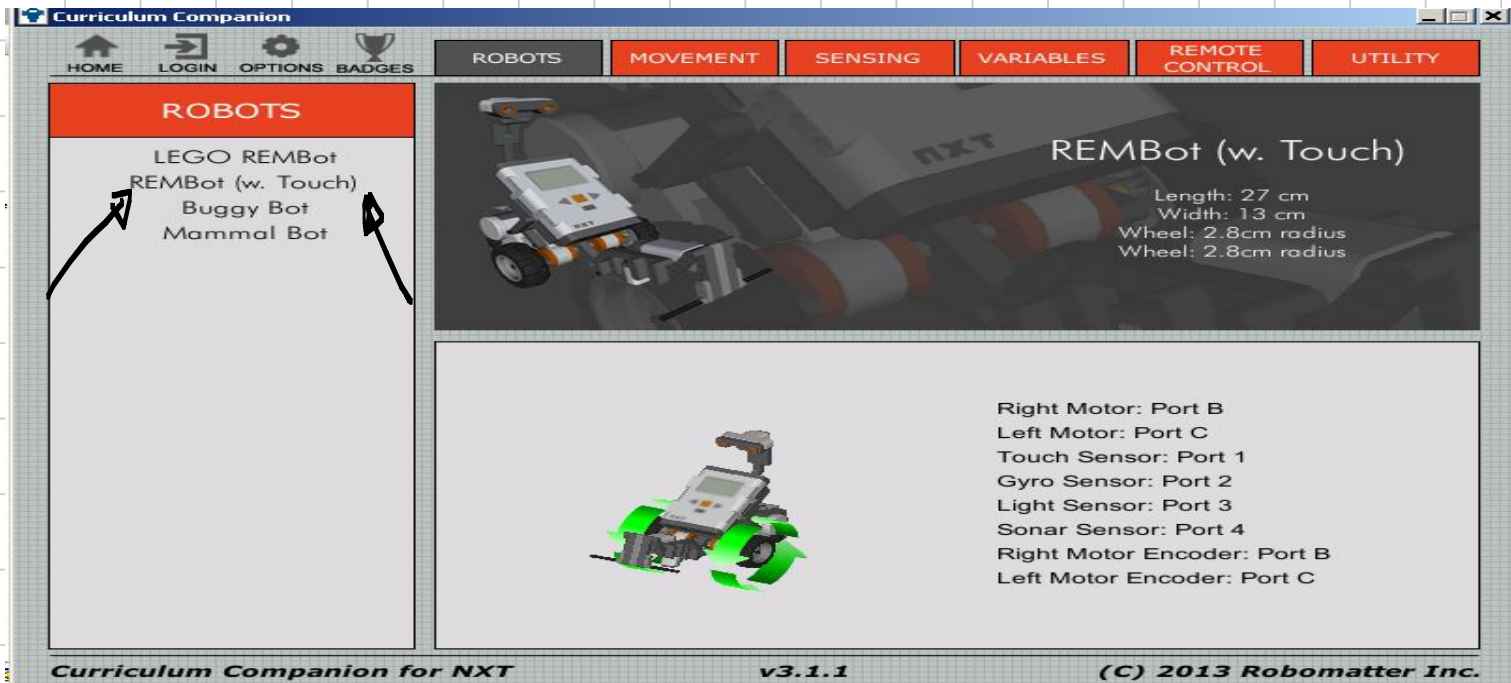 Curriculum Companion
HOME LOGIN OPTIONS BADGES
ROBOTS MOVEMENT SENSING VARIABLES REMOTE CONTROL UTILITY
ROBOTS
LEGO REMBot
REMBot (w. Touch)
Buggy Bot
Mammal Bot
NXT
NXT
REMBot (w. Touch)
Length: 27 cm
Width: 13 cm
Wheel: 2.8cm radius
Wheel: 2.8cm radius
Right Motor: Port B
Left Motor: Port C
Touch Sensor: Port 1
Gyro Sensor: Port 2
Light Sensor: Port 3
Sonar Sensor: Port 4
Right Motor Encoder: Port B
Left Motor Encoder: Port C
Curriculum Companion for NXT v3.1.1 (C) 2013 Robomatter Inc.